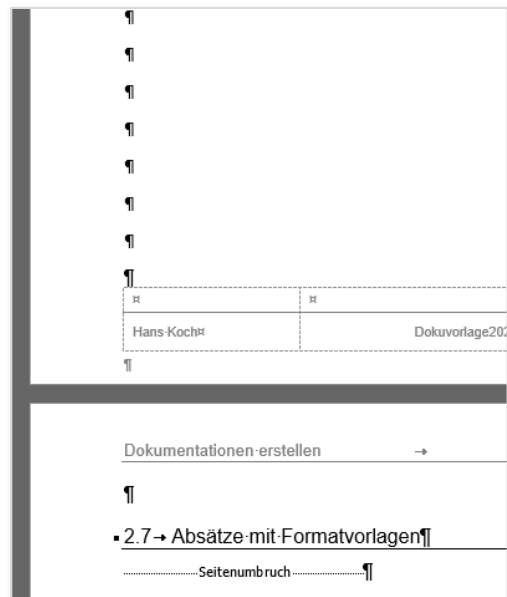 ¶
¶
¶
¶
¶
¶
¶
¶
¤ ¤
Hans·Koch¤ Dokuvorlage202
¶
Dokumentationen·erstellen →
¶
▪ 2.7→ Absätze·mit·Formatvorlagen¶
Seitenumbruch ¶